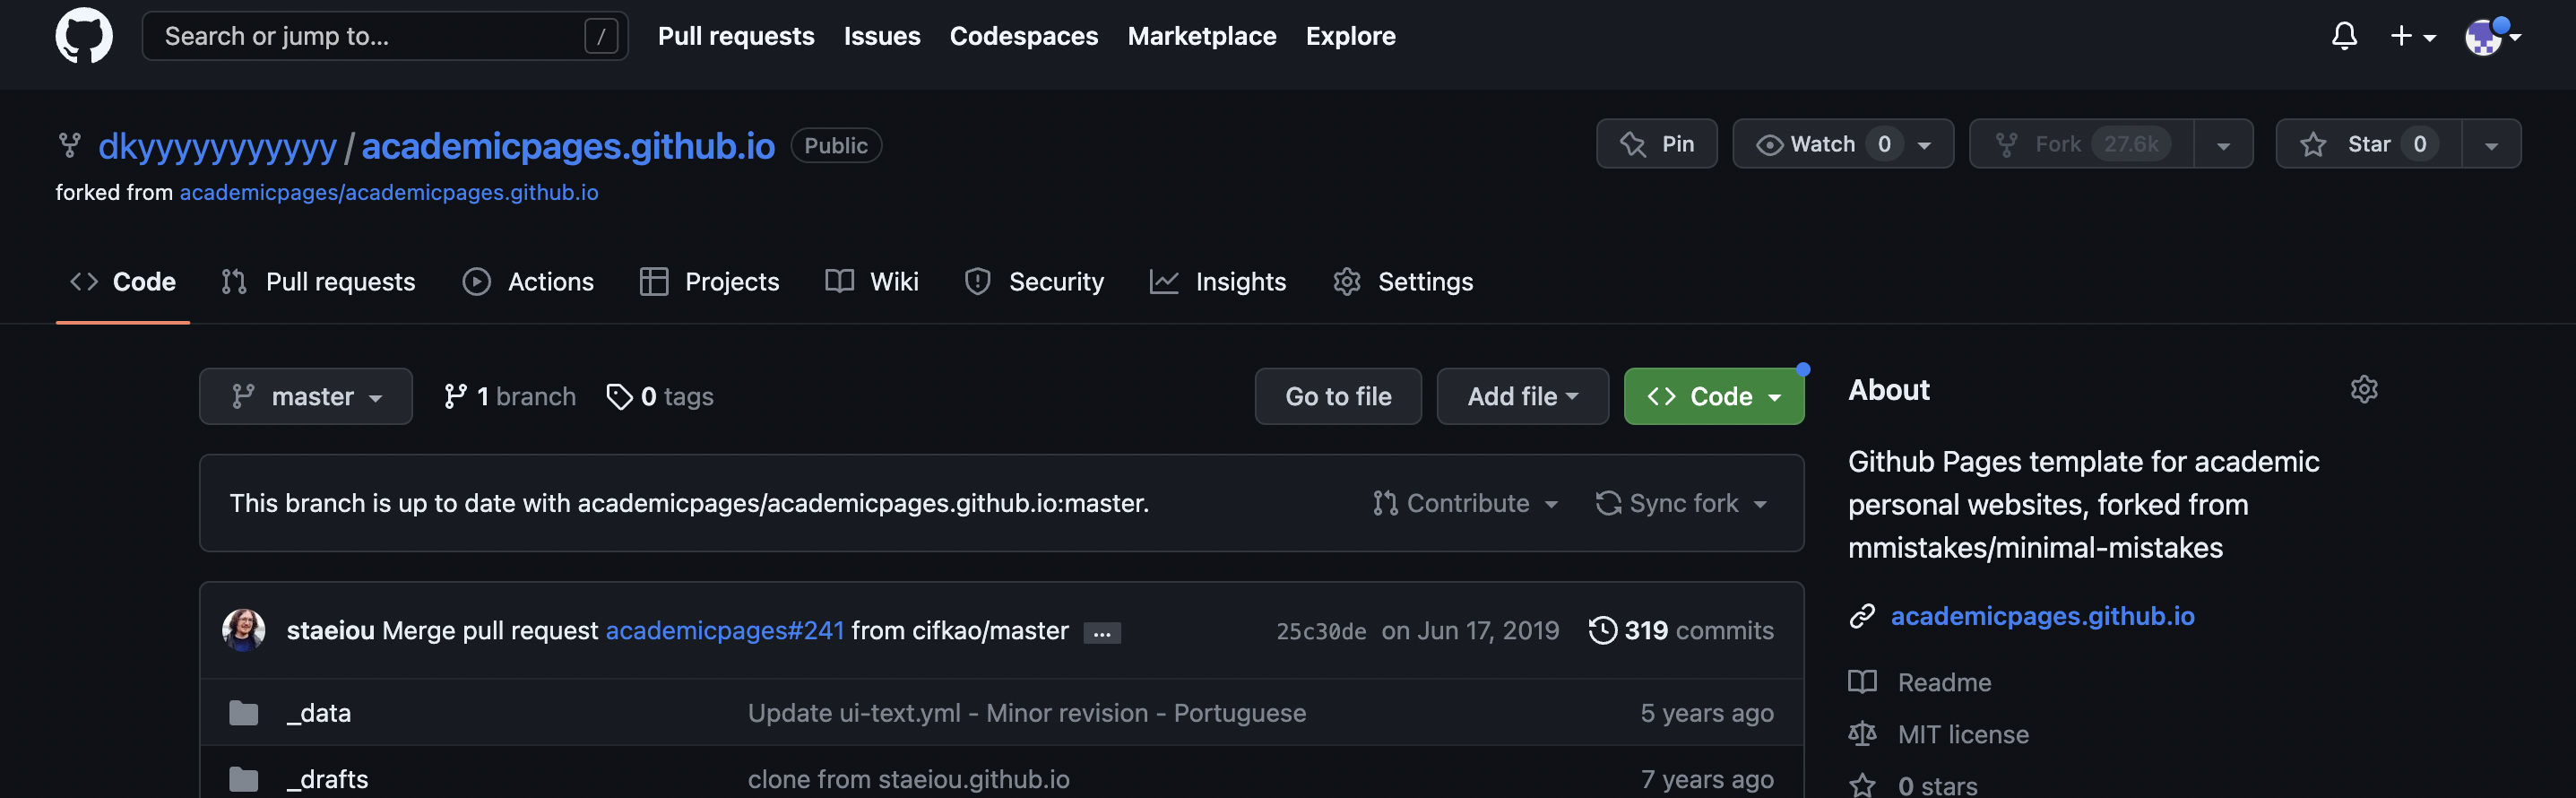 Search or jump to... / Pull requests Issues Codespaces Marketplace Explore
dkyyyyyyyyyyy / academicpages.github.io Public Pin Watch 0 Fork 27.6k Star 0
forked from academicpages/academicpages.github.io
Code Pull requests Actions Projects Wiki Security Insights Settings
master 1 branch 0 tags Go to file Add file Code
This branch is up to date with academicpages/academicpages.github.io:master. Contribute Sync fork
staeiou Merge pull request academicpages#241 from cifkao/master ... 25c30de on Jun 17, 2019 319 commits
_data Update ui-text.yml - Minor revision - Portuguese 5 years ago
_drafts clone from staeiou.github.io 7 years ago
About
Github Pages template for academic
personal websites, forked from
mmistakes/minimal-mistakes
academicpages.github.io
Readme
MIT license
0 stars